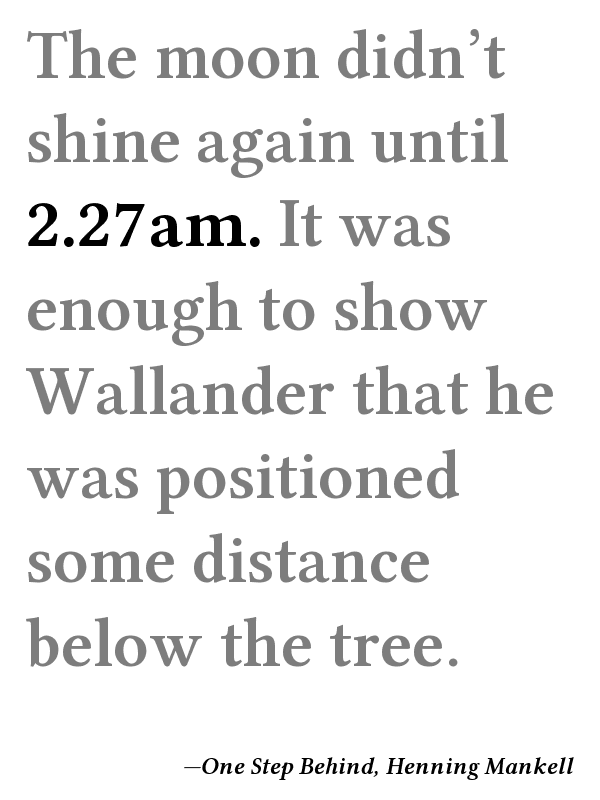 The moon didn’t
shine again until
2.27am. It was
enough to show
Wallander that he
was positioned
some distance
below the tree.
—One Step Behind, Henning Mankell